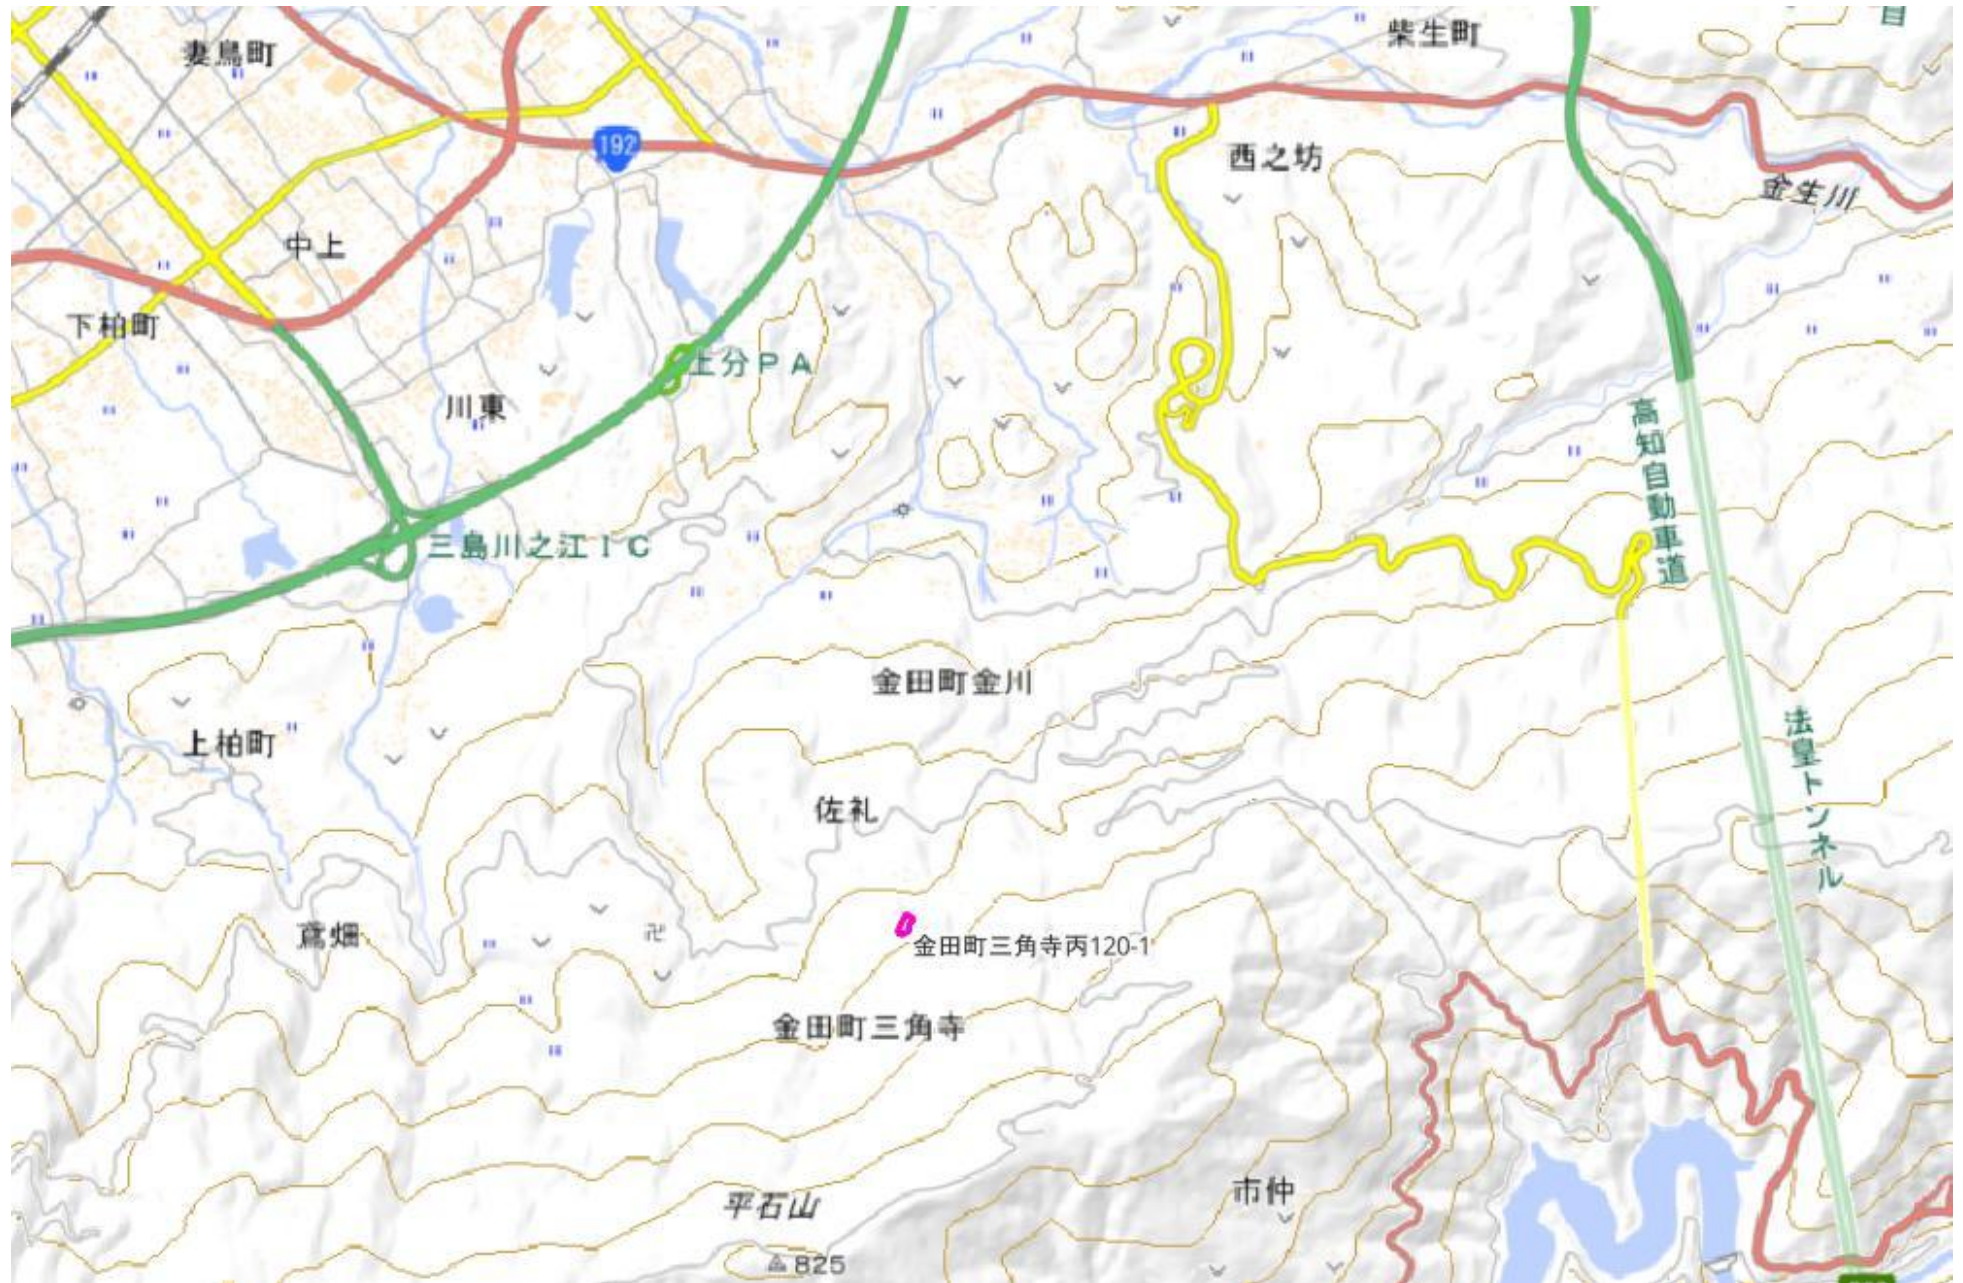 柴生町
妻鳥町
192
西之坊
金生川
中上
下柏町
上分PA
川東
高知自動車道
三島川之江IC
金田町金川
上柏町
法皇トンネル
佐礼
鳶畑
金田町三角寺丙120-1
金田町三角寺
市仲
平石山
825